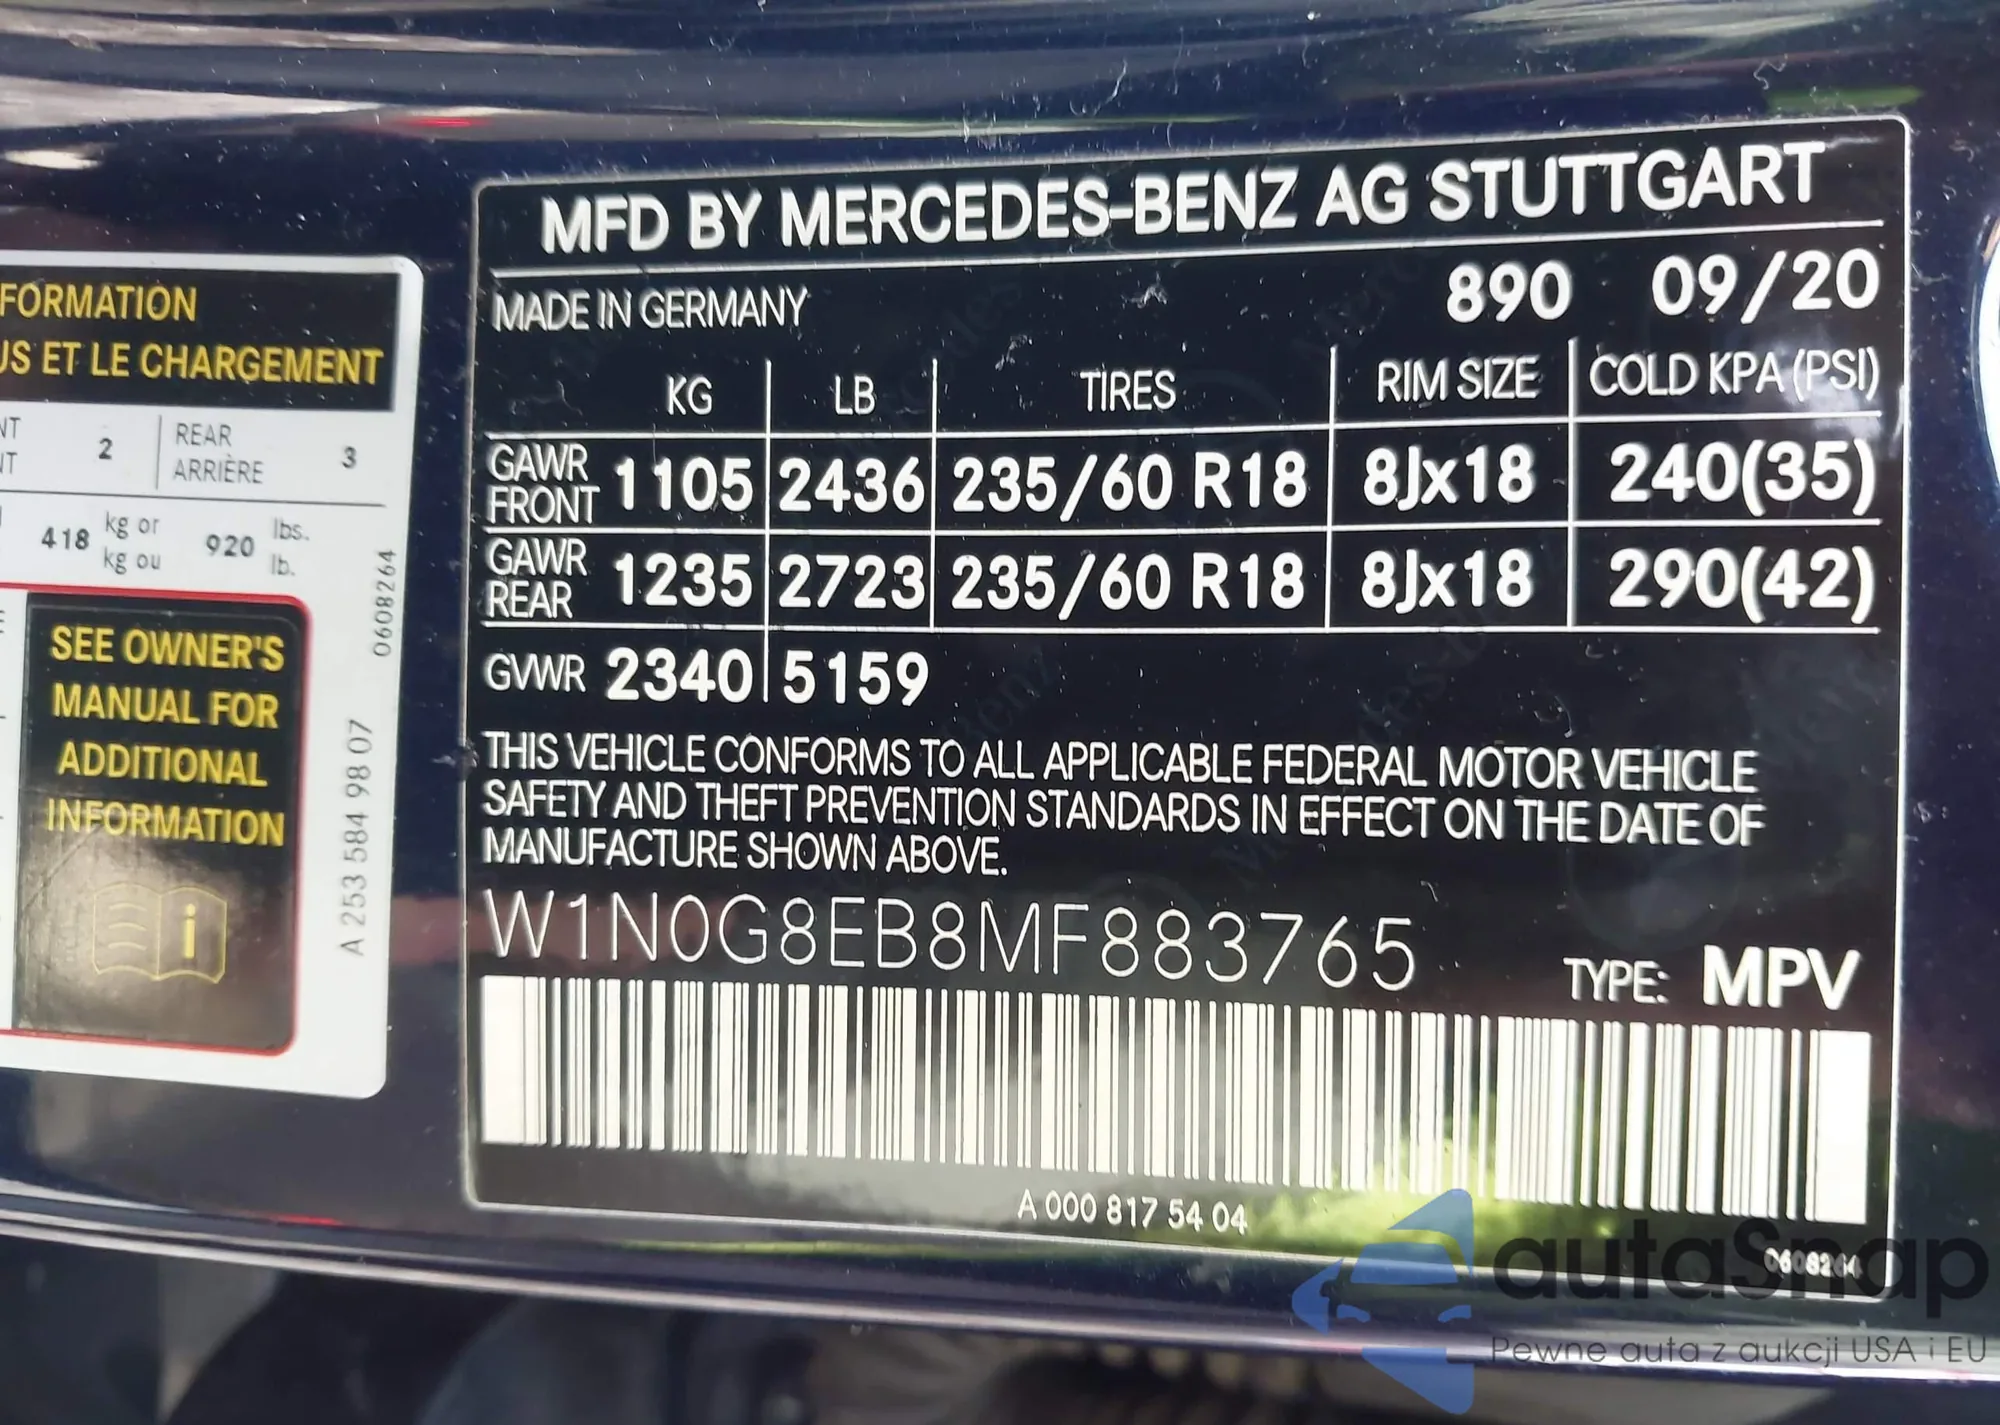 FORMATION
US ET LE CHARGEMENT
NT 2 REAR 3
NT ARRIÈRE
418 kg or 920 lbs.
kg ou lb.
0608264
SEE OWNER'S
MANUAL FOR
ADDITIONAL
INFORMATION
i
A 253 584 98 07
MFD BY MERCEDES-BENZ AG STUTTGART
MADE IN GERMANY 890 09/20
KG LB TIRES RIM SIZE COLD KPA (PSI)
GAWR FRONT 1105 2436 235/60 R18 8Jx18 240(35)
GAWR REAR 1235 2723 235/60 R18 8Jx18 290(42)
GVWR 2340 5159
THIS VEHICLE CONFORMS TO ALL APPLICABLE FEDERAL MOTOR VEHICLE
SAFETY AND THEFT PREVENTION STANDARDS IN EFFECT ON THE DATE OF
MANUFACTURE SHOWN ABOVE.
W1N0G8EB8MF883765
TYPE: MPV
A 000 817 54 04
0608264
autaSnap
Pewne auta z aukcji USA i EU